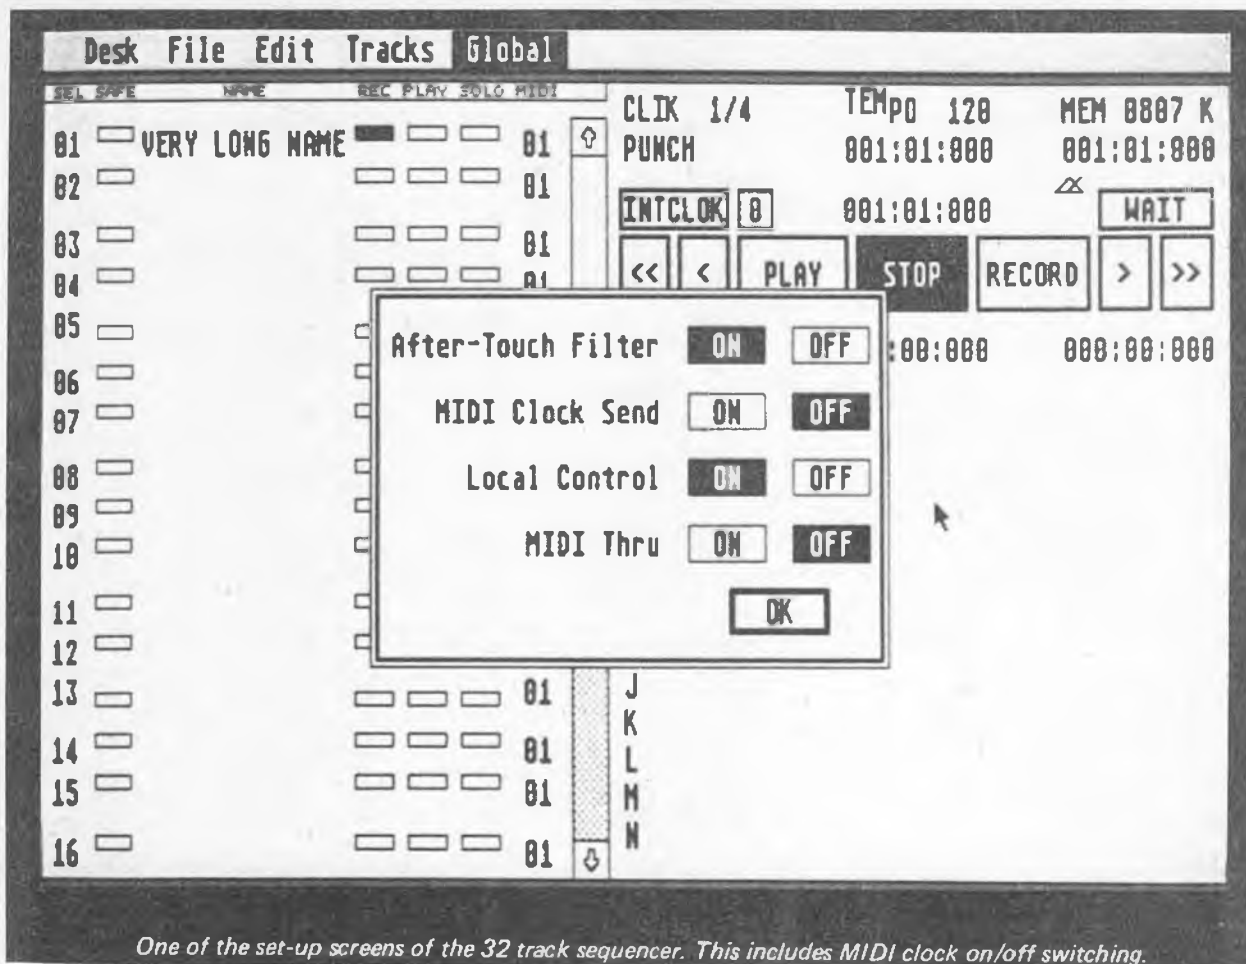 Desk File Edit Tracks Global
SEL SAFE NAME REC PLAY SOLO MIDI
CLIK 1/4 TEMPO 120 MEM 0807 K
01 VERY LONG NAME 01
PUNCH 001:01:000 001:01:000
02 01
INTCLOK 0 001:01:000 WAIT
03 01
<< < PLAY STOP RECORD > >>
04 01
05
After-Touch Filter ON OFF
:00:000 000:00:000
06
07
MIDI Clock Send ON OFF
08
Local Control ON OFF
09
10
MIDI Thru ON OFF
11
OK
12
13 01
J
K
14 01
L
15 01
M
N
16 01
One of the set-up screens of the 32 track sequencer. This includes MIDI clock on/off switching.